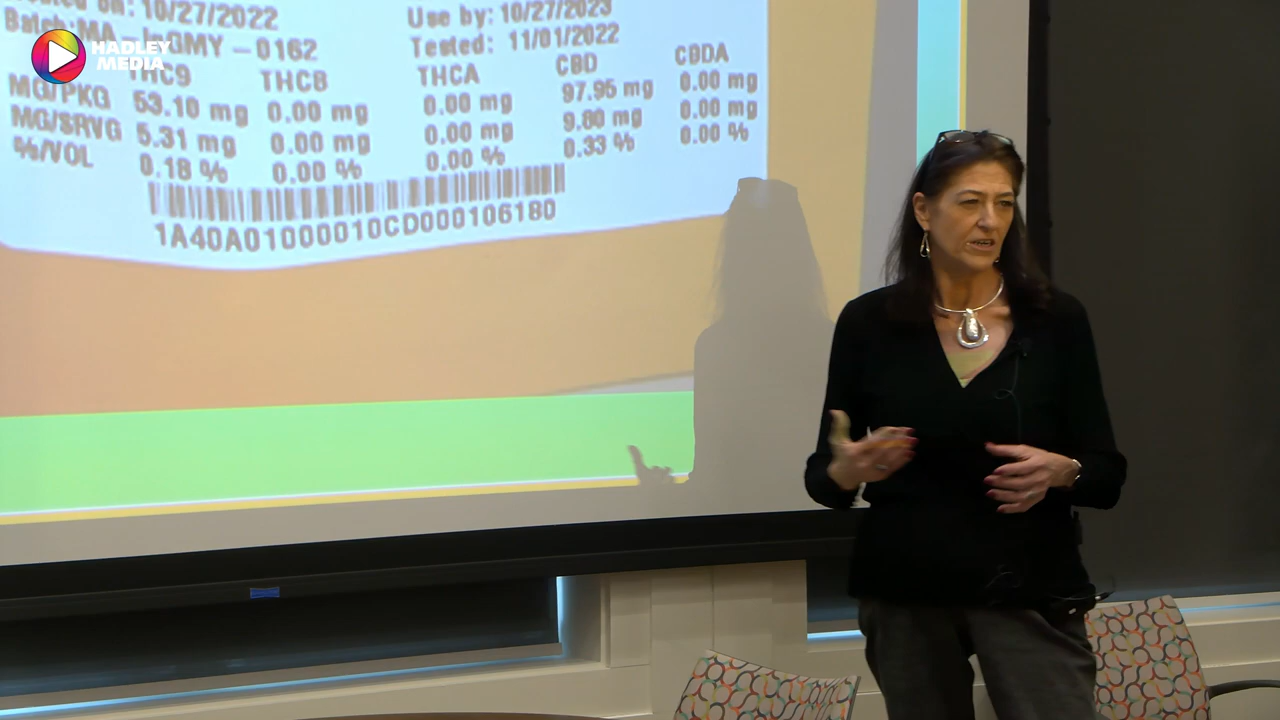 on: 10/27/2022
Use by: 10/27/2023
Batch: MA-InGMY-0162
Tested: 11/01/2022
HADLEY
MEDIA
THC9 THC8 THCA CBD CBDA
MG/PKG 53.10 mg 0.00 mg 0.00 mg 97.95 mg 0.00 mg
MG/SRVG 5.31 mg 0.00 mg 0.00 mg 9.80 mg 0.00 mg
%/VOL 0.18 % 0.00 % 0.00 % 0.33 % 0.00 %
1A40A01000010CD000106180